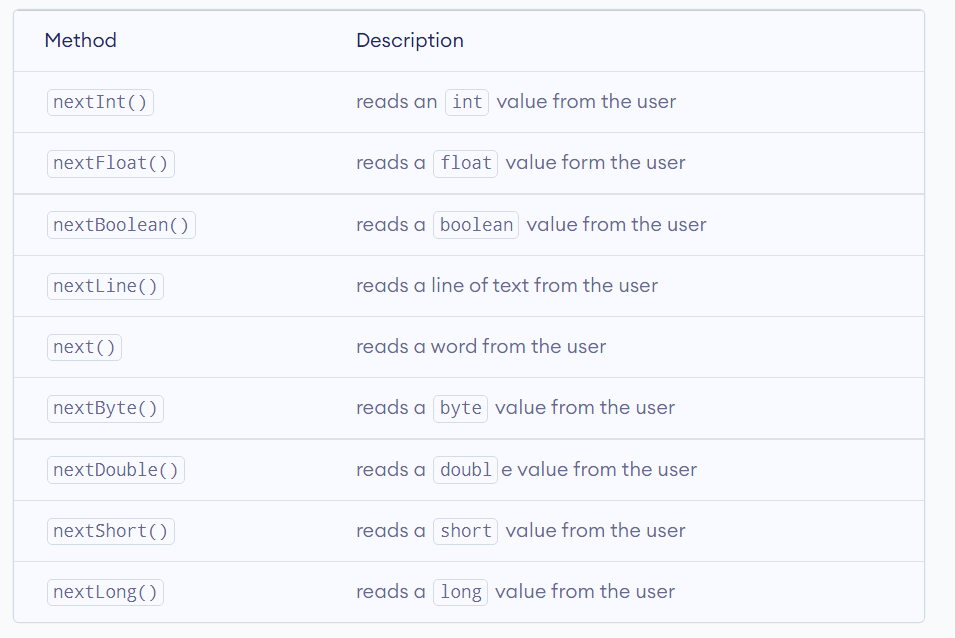 Method Description
nextInt() reads an int value from the user
nextFloat() reads a float value form the user
nextBoolean() reads a boolean value from the user
nextLine() reads a line of text from the user
next() reads a word from the user
nextByte() reads a byte value from the user
nextDouble() reads a doubl e value from the user
nextShort() reads a short value from the user
nextLong() reads a long value from the user